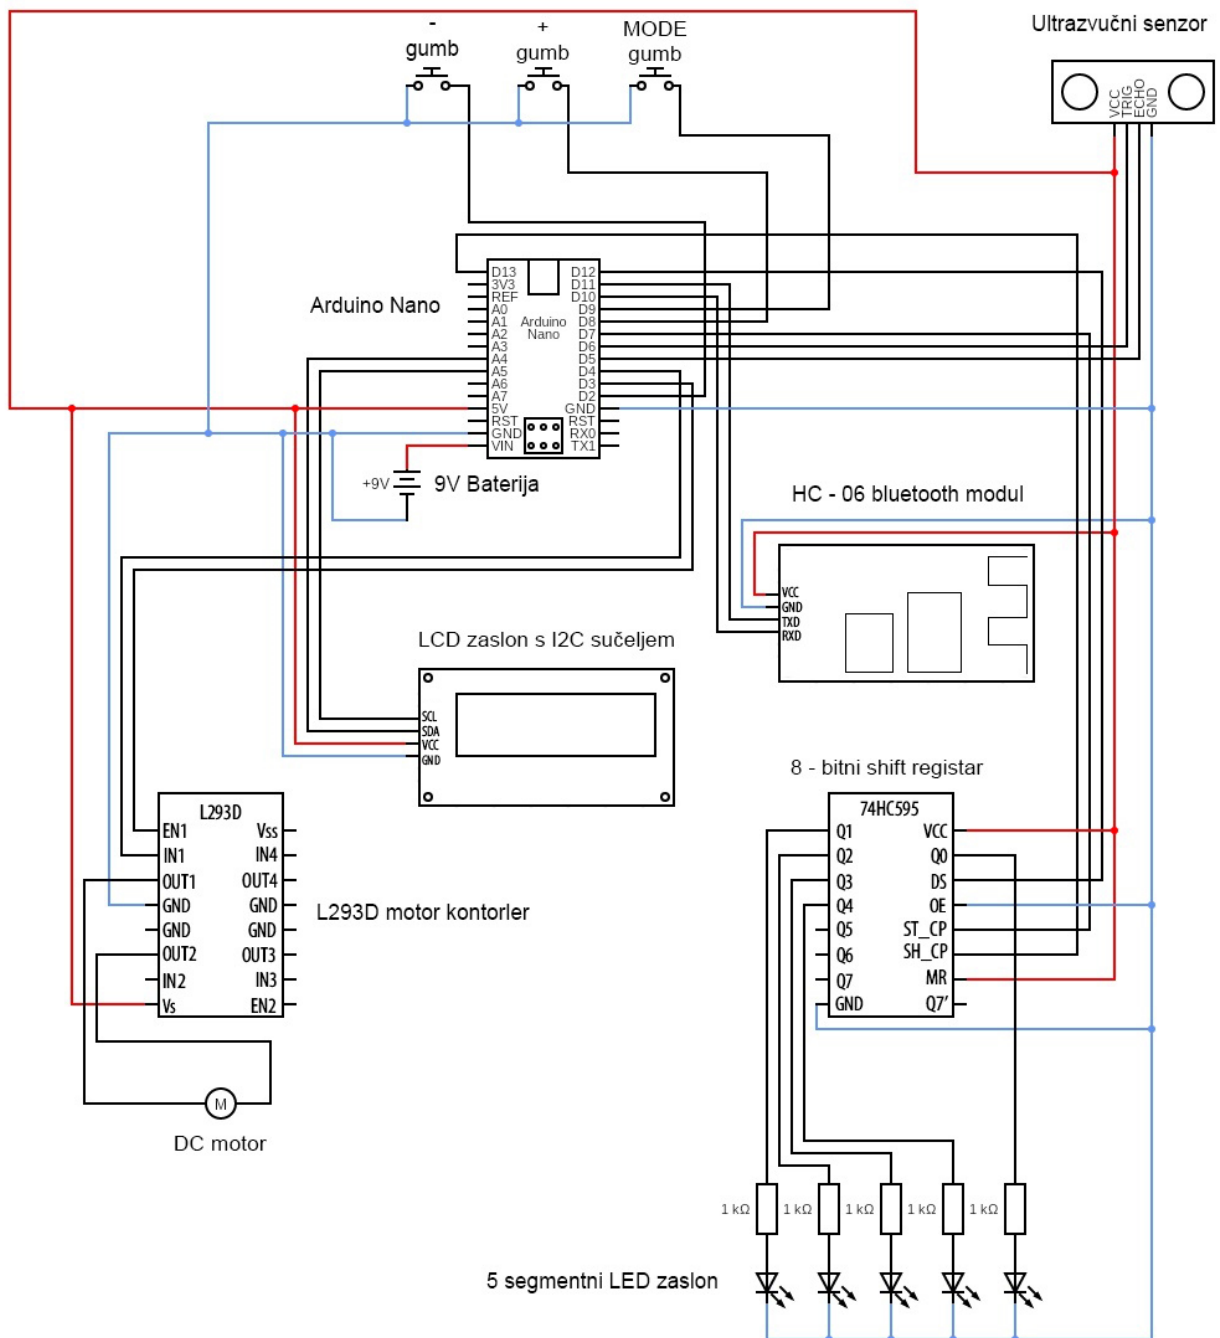 -
gumb
+
gumb
MODE
gumb
Ultrazvučni senzor
VCC
TRIG
ECHO
GND
Arduino Nano
D13
3V3
REF
A0
A1
A2
A3
A4
A5
A6
A7
5V
RST
GND
VIN
Arduino
Nano
D12
D11
D10
D9
D8
D7
D6
D5
D4
D3
D2
GND
RST
RX0
TX1
+9V
9V Baterija
HC - 06 bluetooth modul
VCC
GND
TXD
RXD
LCD zaslon s I2C sučeljem
SCL
SDA
VCC
GND
8 - bitni shift registar
L293D
EN1
IN1
OUT1
GND
GND
OUT2
IN2
Vs
Vss
IN4
OUT4
GND
GND
OUT3
IN3
EN2
L293D motor kontorler
M
DC motor
74HC595
Q1
Q2
Q3
Q4
Q5
Q6
Q7
GND
VCC
Q0
DS
OE
ST_CP
SH_CP
MR
Q7'
1 kΩ
1 kΩ
1 kΩ
1 kΩ
1 kΩ
5 segmentni LED zaslon